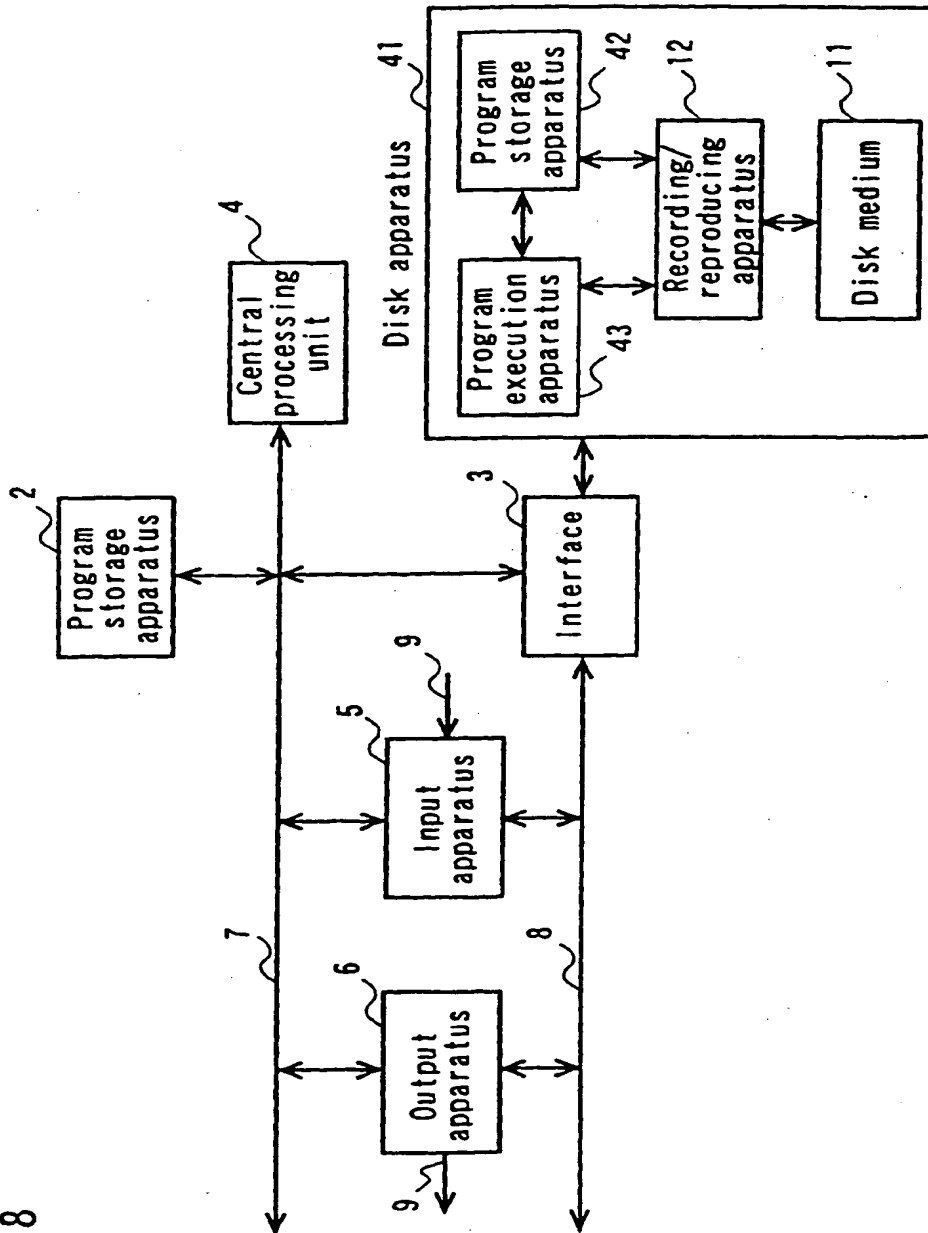 8
2
Program
storage
apparatus
4
Central
processing
unit
7
6
Output
apparatus
9
5
Input
apparatus
9
8
3
Interface
Disk apparatus
41
Program
execution
apparatus
43
Program
storage
apparatus
42
Recording/
reproducing
apparatus
12
Disk medium
11